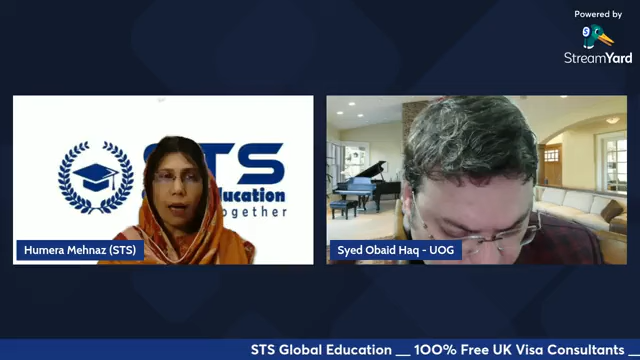 Powered by
StreamYard
STS
Education
together
Humera Mehnaz (STS)
Syed Obaid Haq - UOG
STS Global Education __ 100% Free UK Visa Consultants __